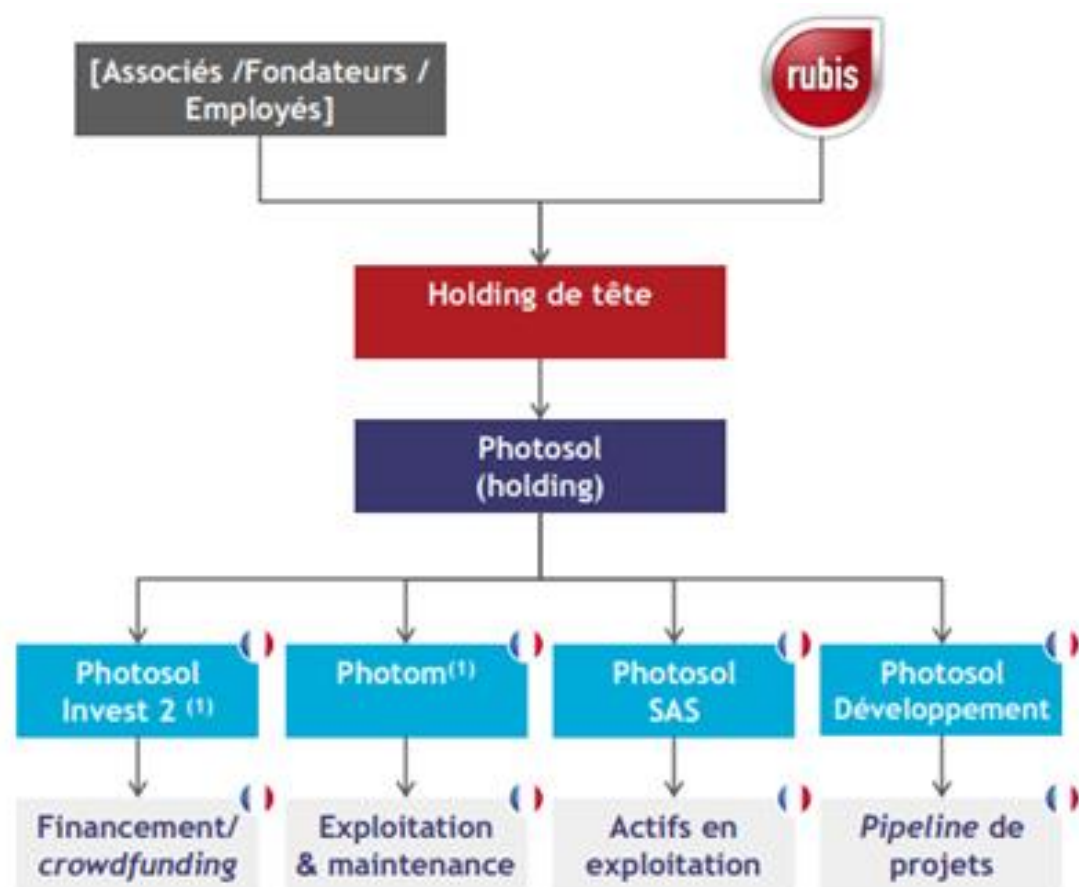 [Associés /Fondateurs /
Employés]
rubis
Holding de tête
Photosol
(holding)
Photosol
Invest 2 (1)
Photom(1)
Photosol
SAS
Photosol
Développement
Financement/
crowdfunding
Exploitation
& maintenance
Actifs en
exploitation
Pipeline de
projets